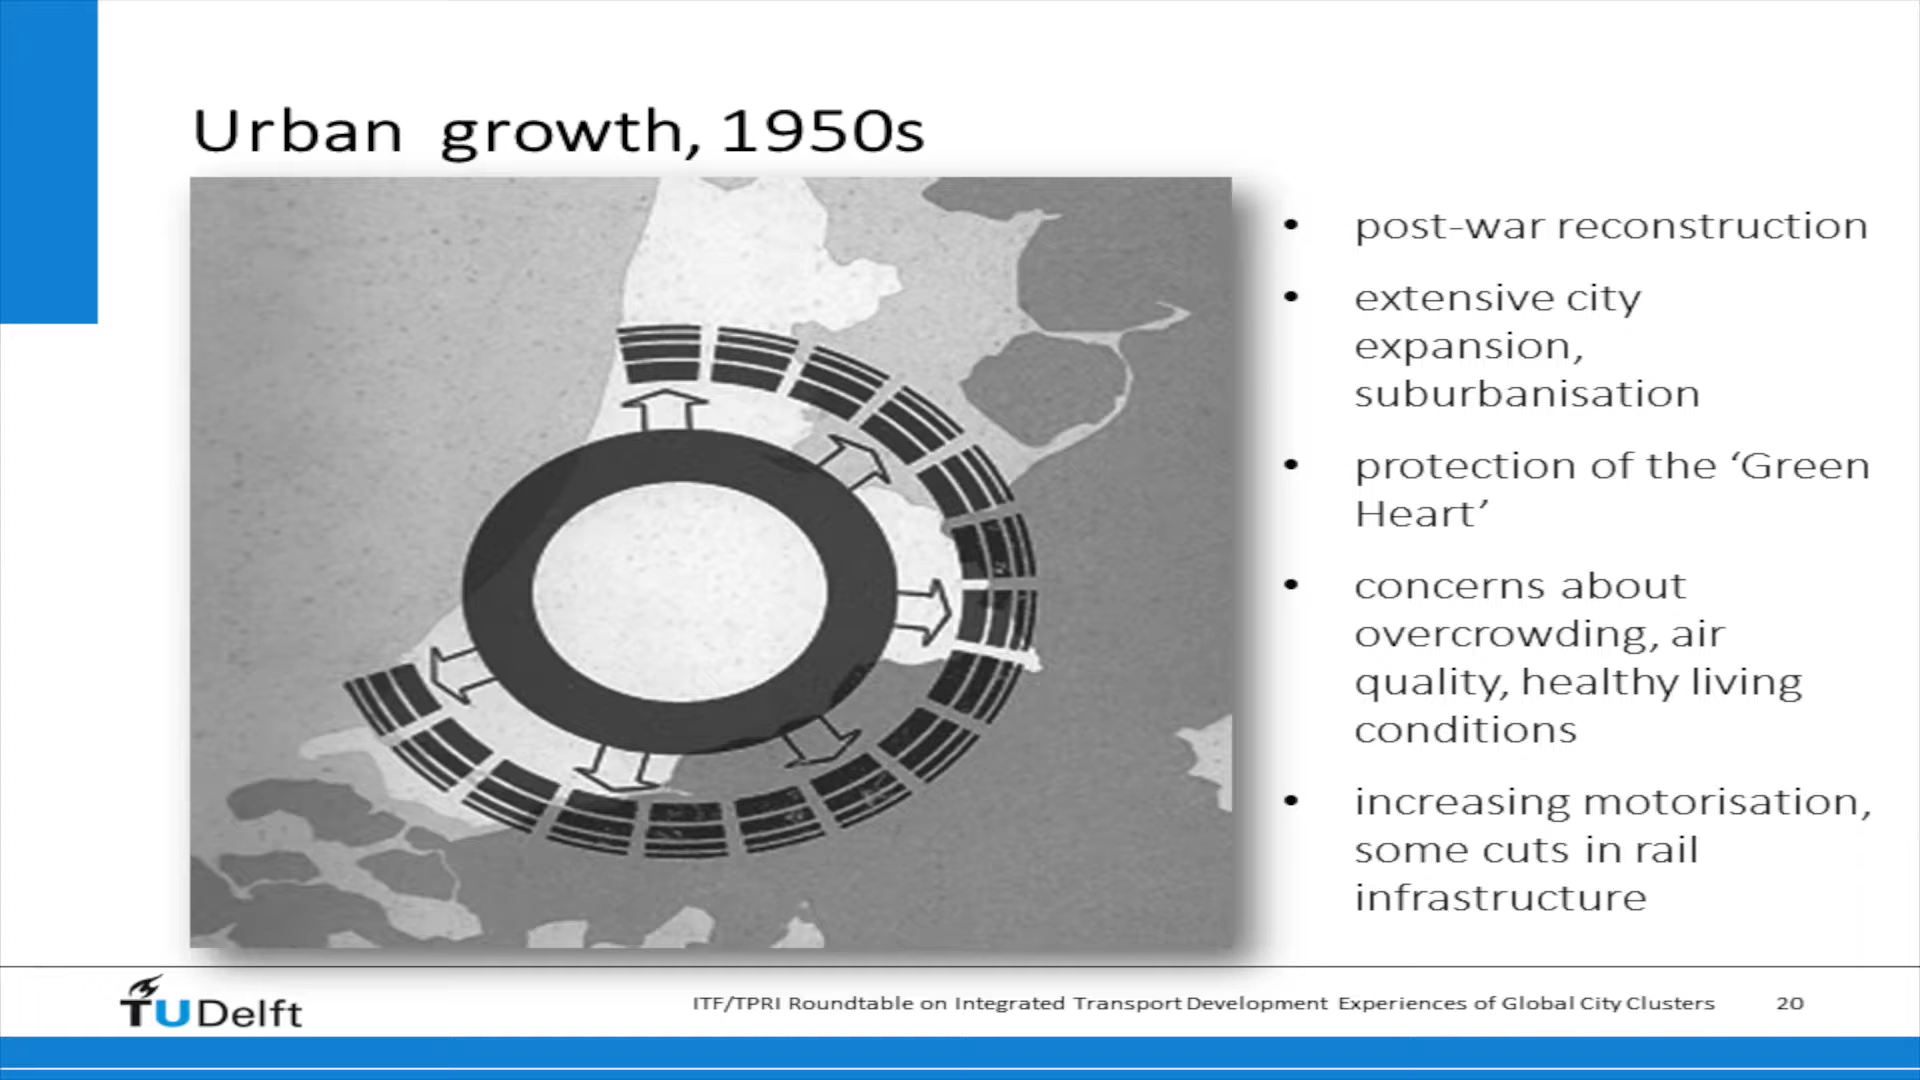 Urban growth, 1950s
• post-war reconstruction
• extensive city
expansion,
suburbanisation
• protection of the ‘Green
Heart’
• concerns about
overcrowding, air
quality, healthy living
conditions
• increasing motorisation,
some cuts in rail
infrastructure
TUDelft
ITF/TPRI Roundtable on Integrated Transport Development Experiences of Global City Clusters 20